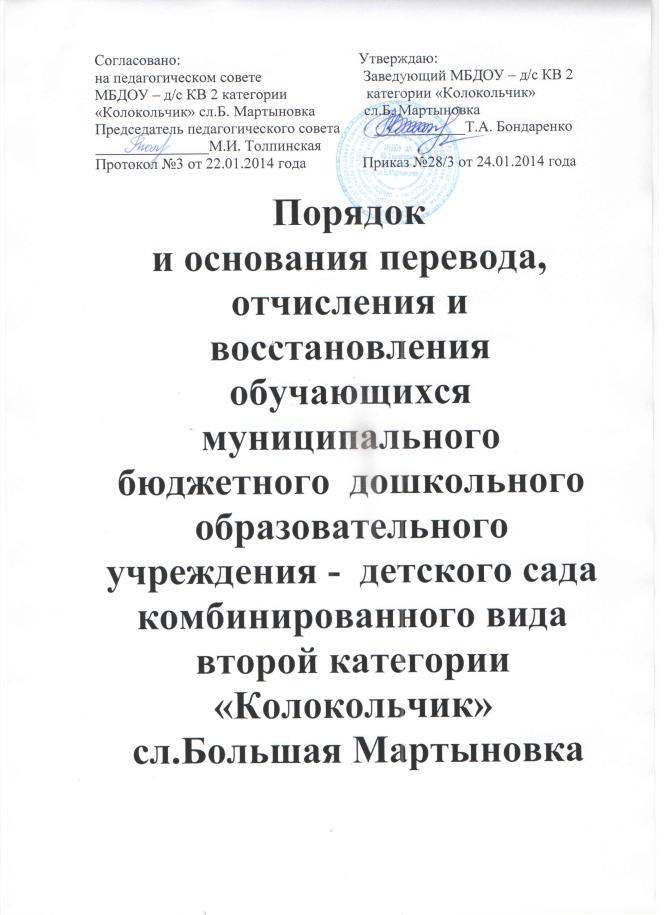 Согласовано:
на педагогическом совете
МБДОУ – д/с КВ 2 категории
«Колокольчик» сл.Б. Мартыновка
Председатель педагогического совета
М.И. Толпинская
Протокол №3 от 22.01.2014 года
Утверждаю:
Заведующий МБДОУ – д/с КВ 2
категории «Колокольчик»
сл.Б. Мартыновка
Т.А. Бондаренко
Приказ №28/3 от 24.01.2014 года
Порядок
и основания перевода,
отчисления и
восстановления
обучающихся
муниципального
бюджетного дошкольного
образовательного
учреждения - детского сада
комбинированного вида
второй категории
«Колокольчик»
сл.Большая Мартыновка